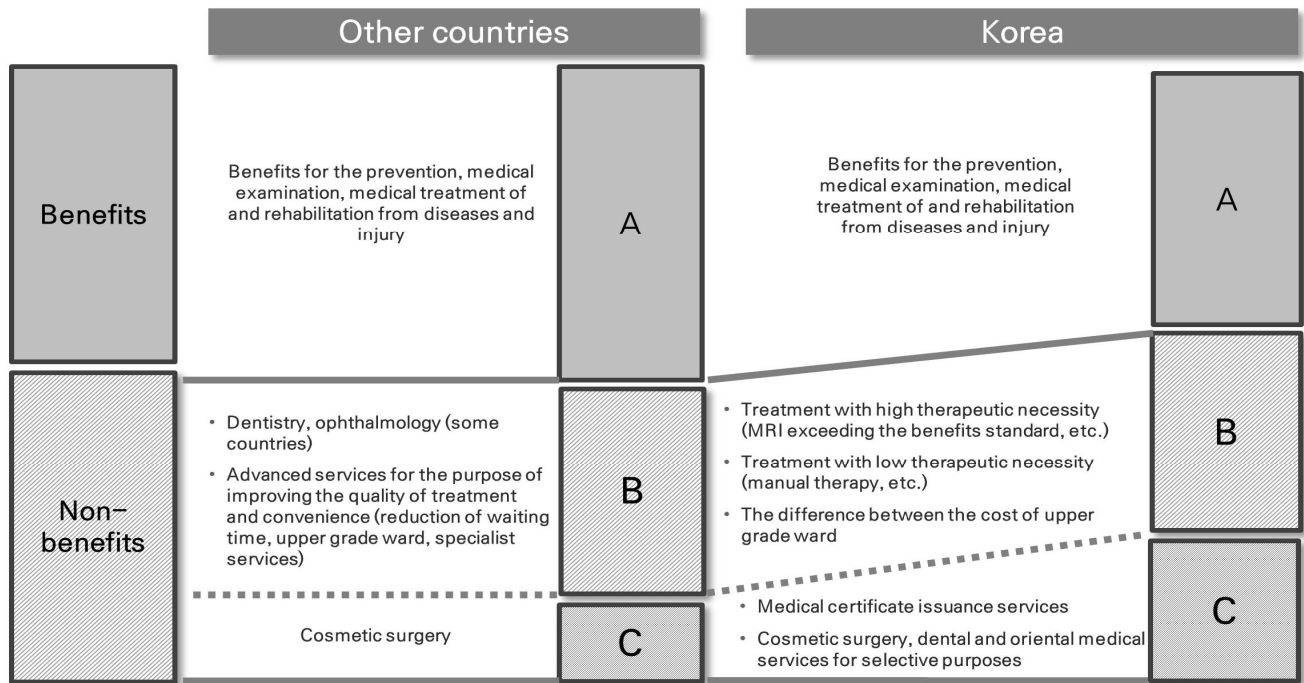 Other countries
Korea
Benefits
Benefits for the prevention, medical
examination, medical treatment of
and rehabilitation from diseases and
injury
A
Benefits for the prevention,
medical examination, medical
treatment of and rehabilitation
from diseases and injury
A
Non-
benefits
• Dentistry, ophthalmology (some
countries)
• Advanced services for the purpose of
improving the quality of treatment
and convenience (reduction of waiting
time, upper grade ward, specialist
services)
B
• Treatment with high therapeutic necessity
(MRI exceeding the benefits standard, etc.)
• Treatment with low therapeutic necessity
(manual therapy, etc.)
• The difference between the cost of upper
grade ward
B
Cosmetic surgery
C
• Medical certificate issuance services
• Cosmetic surgery, dental and oriental medical
services for selective purposes
C